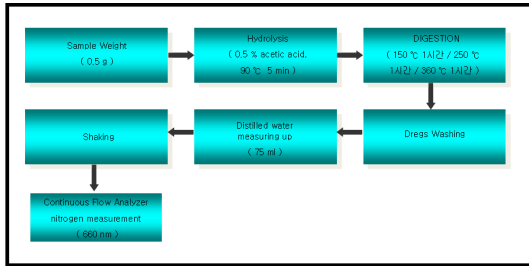 Sample Weight
( 0.5 g )
Hydrolysis
( 0.5 % acetic acid,
90 ℃ 5 min )
DIGESTION
( 150 ℃ 1시간 / 250 ℃
1시간 / 360 ℃ 1시간 )
Shaking
Distilled water
measuring up
( 75 ml )
Dregs Washing
Continuous Flow Analyzer
nitrogen measurement
( 660 nm )